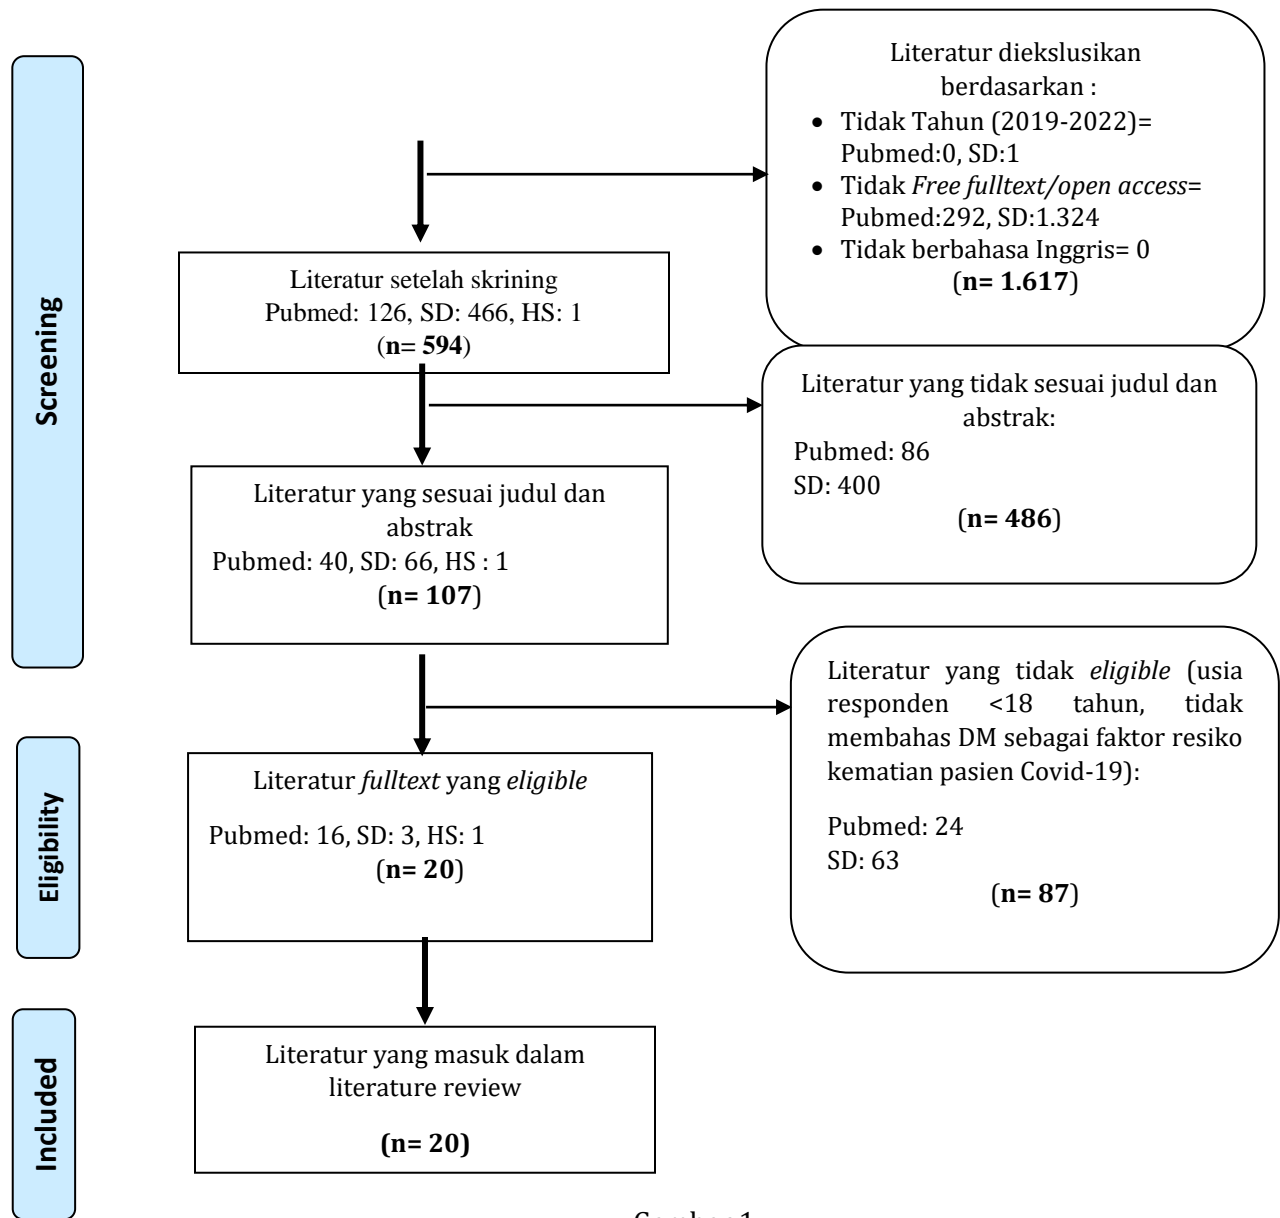 Literatur diekslusikan
berdasarkan :
• Tidak Tahun (2019-2022)=
Pubmed:0, SD:1
• Tidak Free fulltext/open access=
Pubmed:292, SD:1.324
• Tidak berbahasa Inggris= 0
(n= 1.617)
Screening
Literatur setelah skrining
Pubmed: 126, SD: 466, HS: 1
(n= 594)
Literatur yang tidak sesuai judul dan
abstrak:
Pubmed: 86
SD: 400
(n= 486)
Literatur yang sesuai judul dan
abstrak
Pubmed: 40, SD: 66, HS : 1
(n= 107)
Literatur yang tidak eligible (usia
responden <18 tahun, tidak
membahas DM sebagai faktor resiko
kematian pasien Covid-19):
Pubmed: 24
SD: 63
(n= 87)
Eligibility
Literatur fulltext yang eligible
Pubmed: 16, SD: 3, HS: 1
(n= 20)
Included
Literatur yang masuk dalam
literature review
(n= 20)
Gambar 1